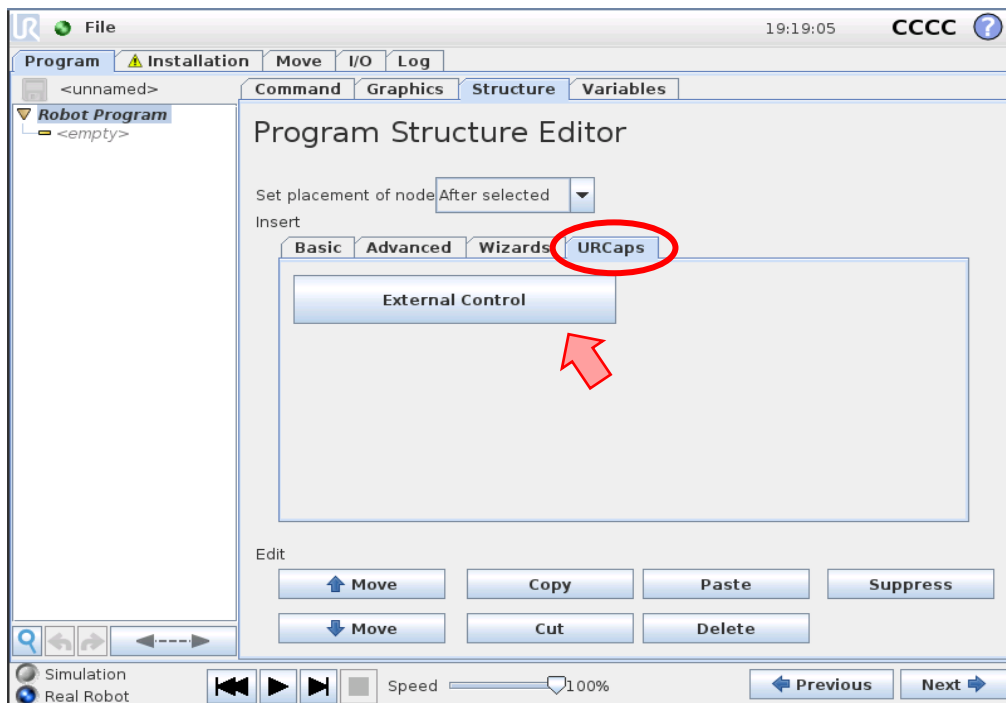 UR File 19:19:05 CCCC ?
Program Installation Move I/O Log
<unnamed> Command Graphics Structure Variables
Robot Program
<empty>
Program Structure Editor
Set placement of node After selected
Insert
Basic Advanced Wizards URCaps
External Control
Edit
Move Copy Paste Suppress
Move Cut Delete
Simulation
Real Robot
Speed 100% Previous Next